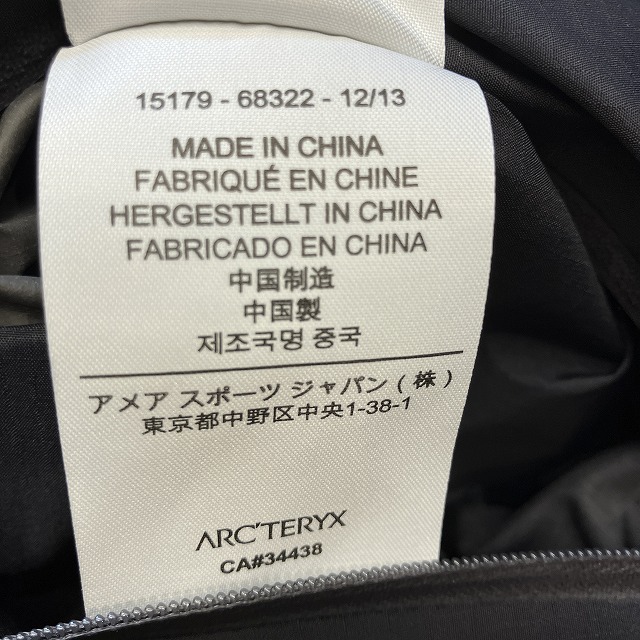 15179 - 68322 - 12/13
MADE IN CHINA
FABRIQUÉ EN CHINE
HERGESTELLT IN CHINA
FABRICADO EN CHINA
中国制造
中国製
제조국명 중국
アメア スポーツ ジャパン ( 株 )
東京都中野区中央1-38-1
ARC'TERYX
CA#34438